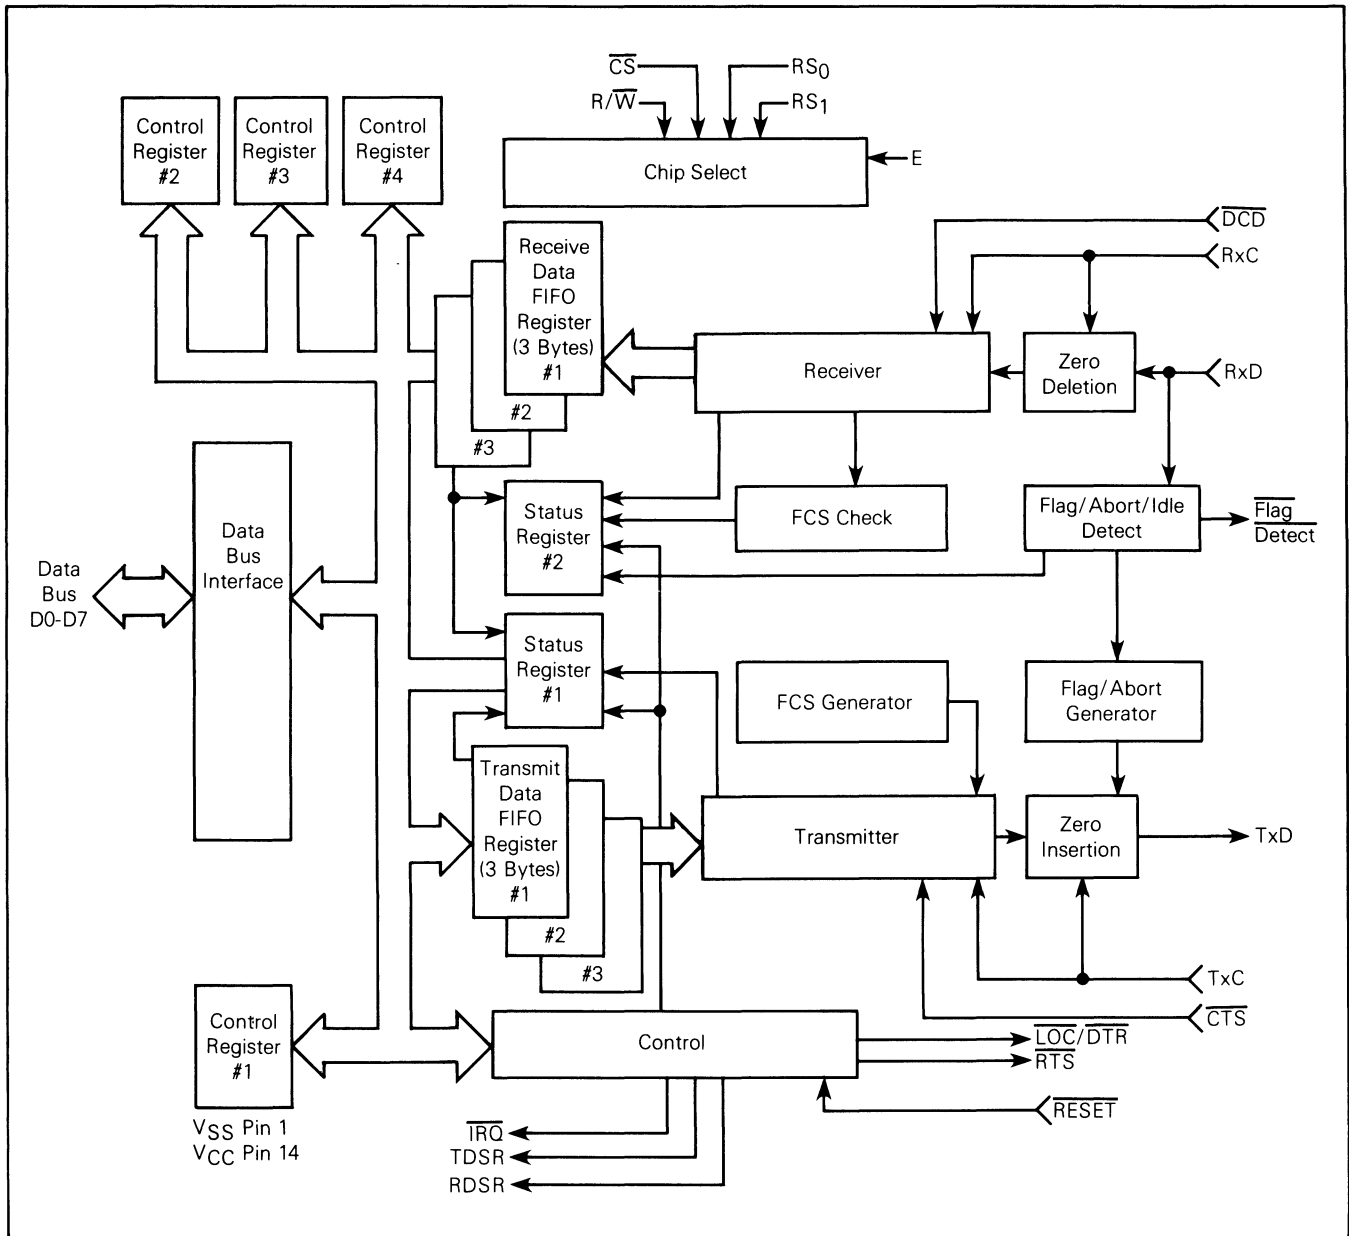 CS
RS0
R/W
RS1
Control
Register
#2
Control
Register
#3
Control
Register
#4
Chip Select
E
DCD
RxC
Receive
Data
FIFO
Register
(3 Bytes)
#1
#2
#3
Receiver
Zero
Deletion
RxD
Status
Register
#2
FCS Check
Flag/Abort/Idle
Detect
Flag
Detect
Data
Bus
Interface
Data
Bus
D0-D7
Status
Register
#1
FCS Generator
Flag/Abort
Generator
Transmit
Data
FIFO
Register
(3 Bytes)
#1
#2
#3
Transmitter
Zero
Insertion
TxD
TxC
CTS
Control
Register
#1
Control
LOC/DTR
RTS
RESET
VSS Pin 1
VCC Pin 14
IRQ
TDSR
RDSR